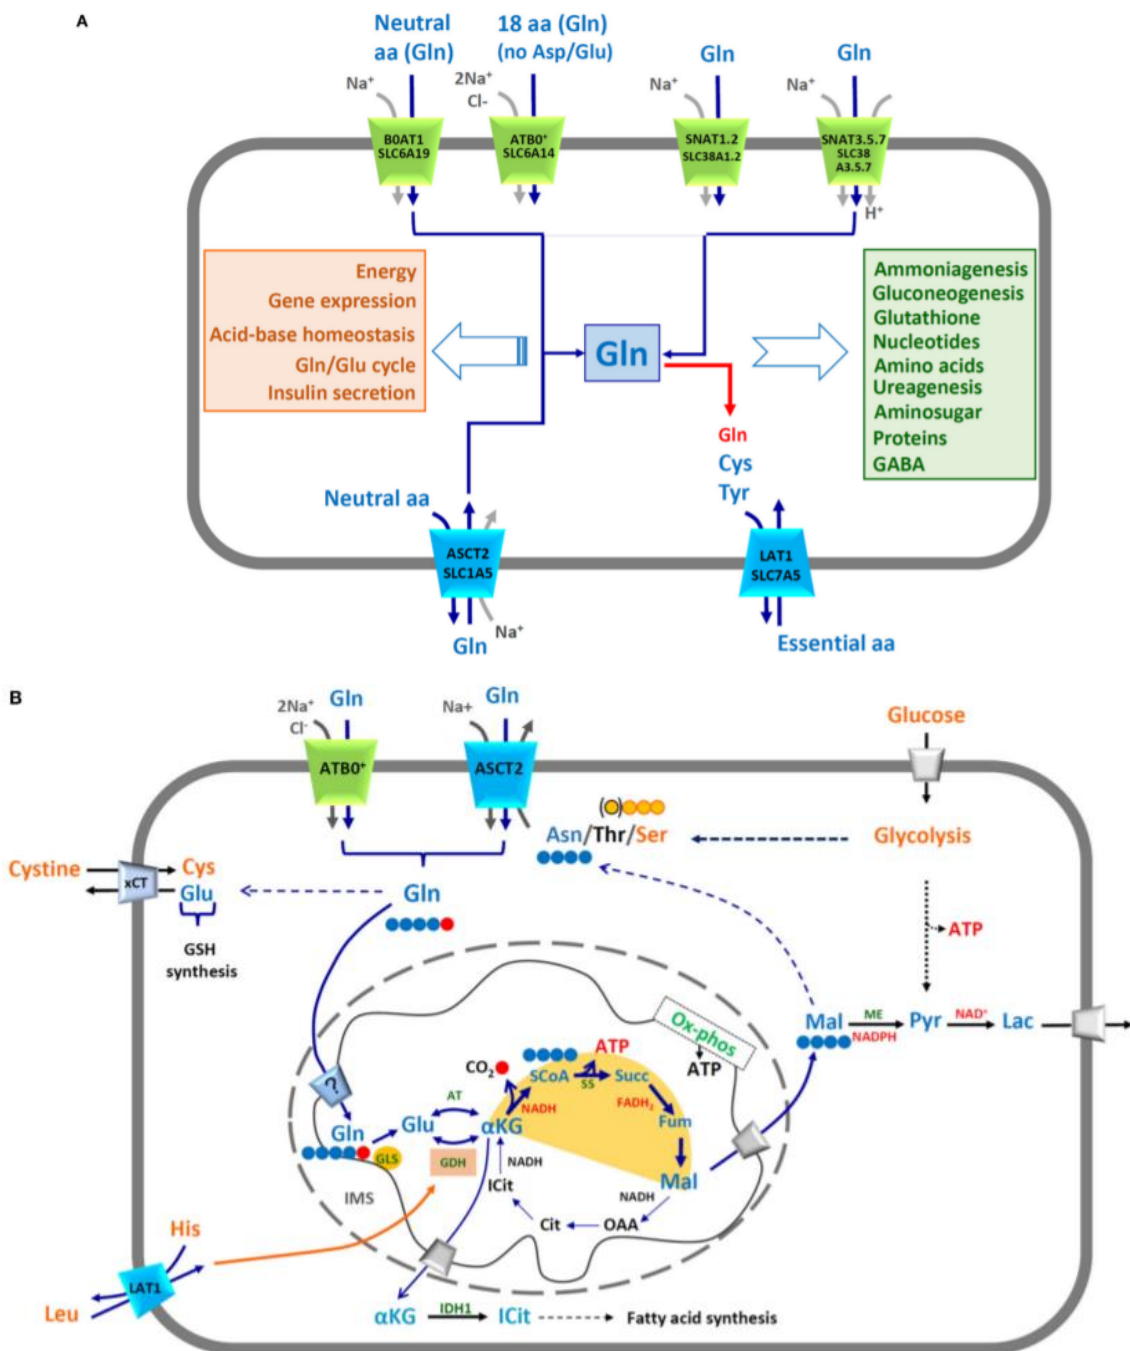 A
Neutral
aa (Gln)
18 aa (Gln)
(no Asp/Glu)
Gln
Gln
Na⁺
2Na⁺
Cl-
Na⁺
Na⁺
B0AT1
SLC6A19
ATB0⁺
SLC6A14
SNAT1.2
SLC38A1.2
SNAT3.5.7
SLC38
A3.5.7
H⁺
Energy
Gene expression
Acid-base homeostasis
Gln/Glu cycle
Insulin secretion
Gln
Ammoniagenesis
Gluconeogenesis
Glutathione
Nucleotides
Amino acids
Ureagenesis
Aminosugar
Proteins
GABA
Gln
Cys
Tyr
Neutral aa
ASCT2
SLC1A5
LAT1
SLC7A5
Na⁺
Gln
Essential aa
B
2Na⁺
Cl⁻
Gln
Na+
Gln
Glucose
ATB0⁺
ASCT2
( )
Asn/Thr/Ser
Glycolysis
Cystine
xCT
Cys
Glu
Gln
GSH
synthesis
ATP
Ox-phos
ATP
Mal
ME
NADPH
Pyr
NAD⁺
Lac
?
CO₂
SCoA
ATP
SS
Succ
NADH
FADH₂
Fum
AT
Gln
Glu
αKG
GLS
GDH
NADH
Mal
ICit
NADH
IMS
Cit
OAA
His
LAT1
Leu
αKG
IDH1
ICit
Fatty acid synthesis